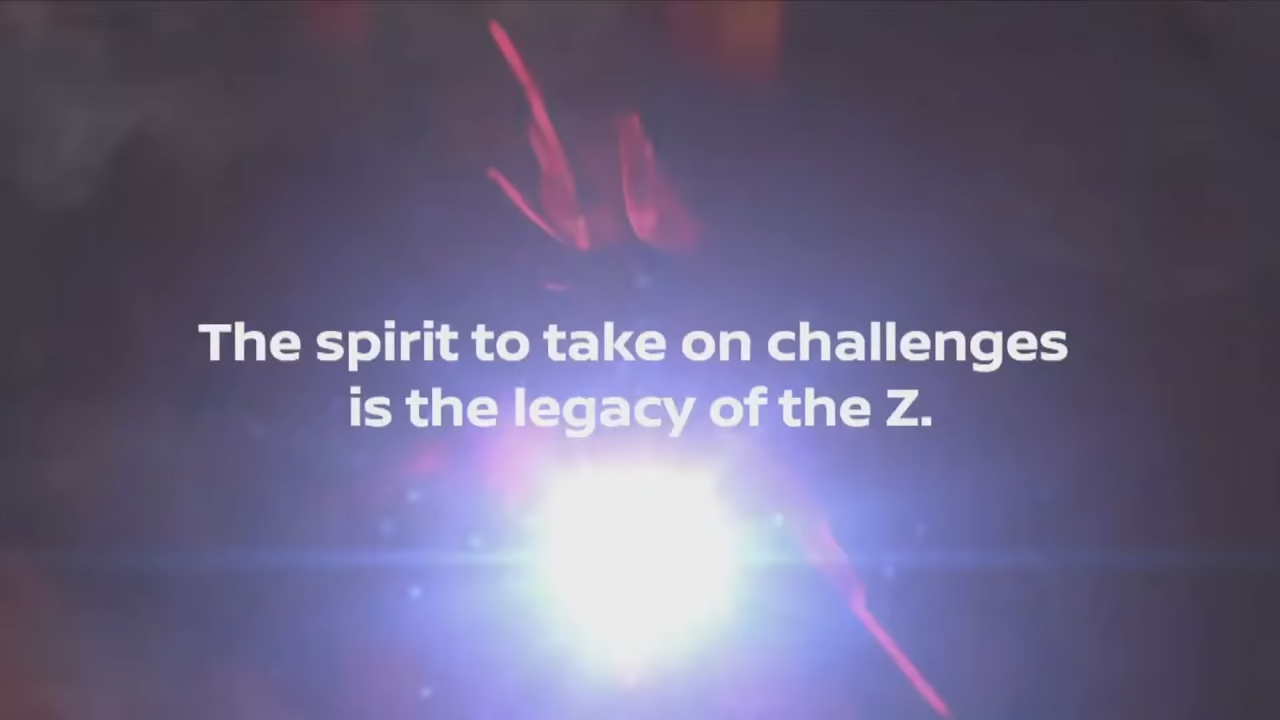 The spirit to take on challenges
is the legacy of the Z.